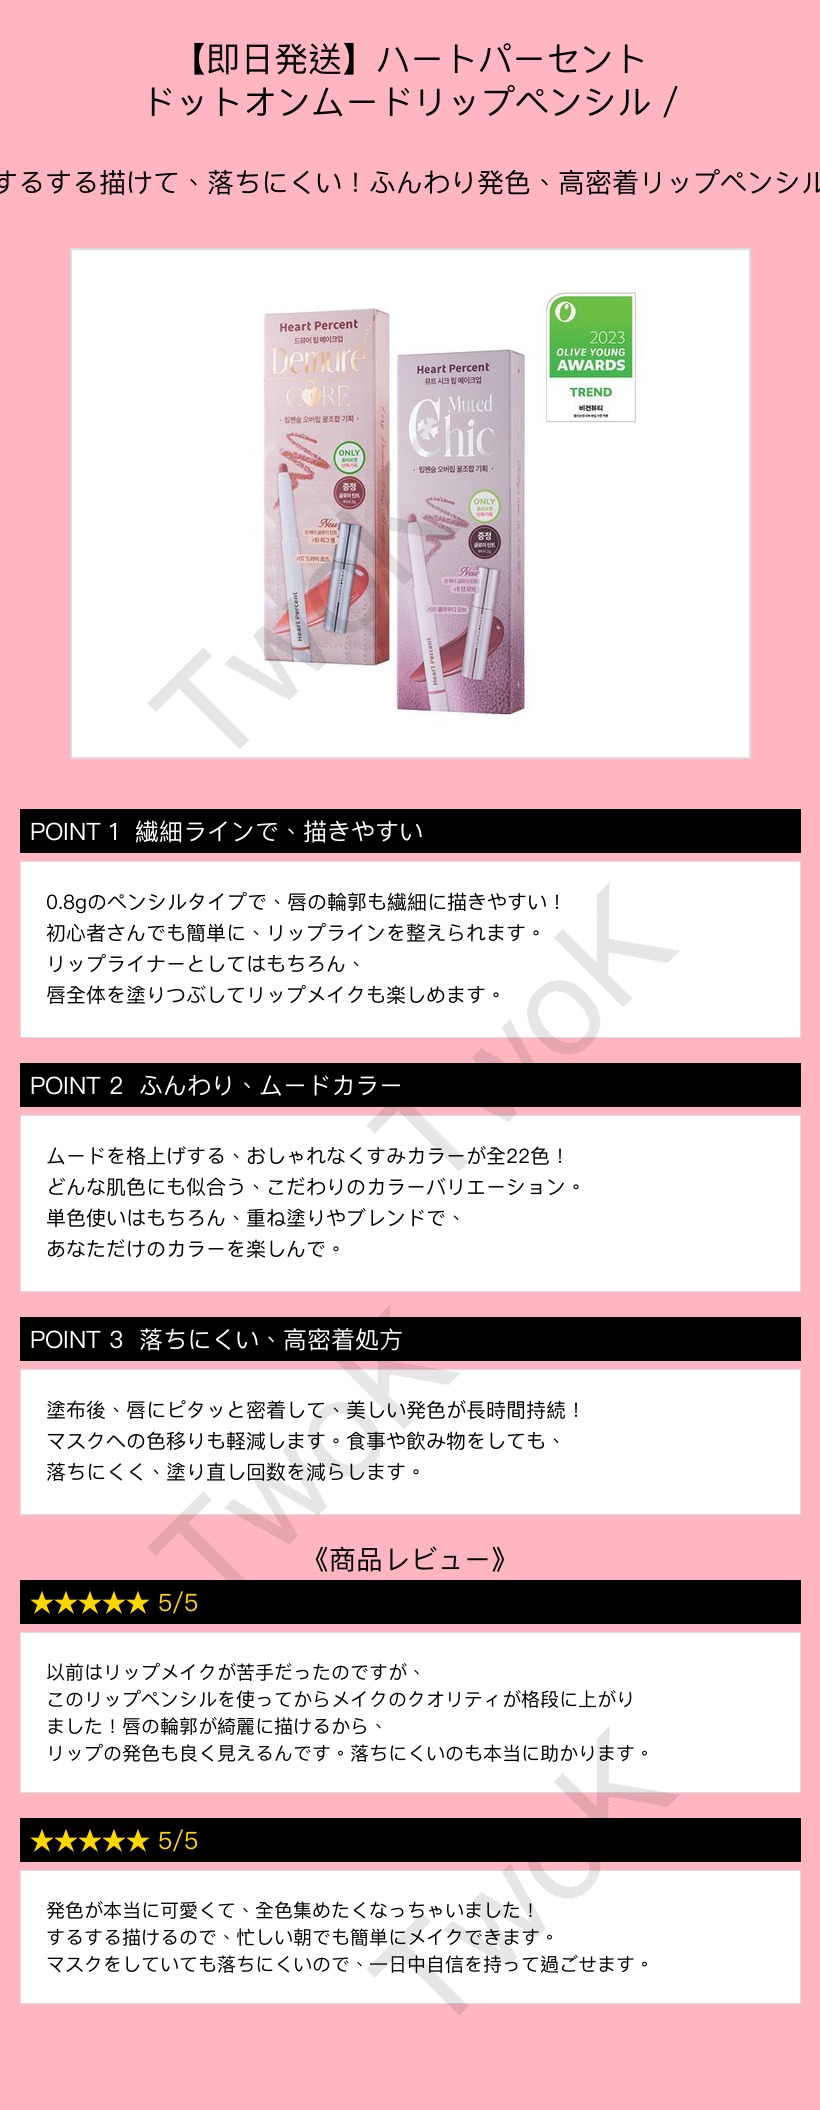 【即日発送】ハートパーセント
ドットオンムードリップペンシル /
するする描けて、落ちにくい！ふんわり発色、高密着リップペンシル
Heart Percent
드뮤어 립 메이크업
Demure
CORE
· 립펜슬 오버립 꿀조합 기획 ·
ONLY
증정
글로이 틴트
New
Heart Percent
Heart Percent
뮤트 시크 립 메이크업
Muted
Chic
· 립펜슬 오버립 꿀조합 기획 ·
ONLY
증정
글로이 틴트
New
Heart Percent
2023
OLIVE YOUNG
AWARDS
TREND
비건뷰티
POINT 1 繊細ラインで、描きやすい
0.8gのペンシルタイプで、唇の輪郭も繊細に描きやすい！
初心者さんでも簡単に、リップラインを整えられます。
リップライナーとしてはもちろん、
唇全体を塗りつぶしてリップメイクも楽しめます。
POINT 2 ふんわり、ムードカラー
ムードを格上げする、おしゃれなくすみカラーが全22色！
どんな肌色にも似合う、こだわりのカラーバリエーション。
単色使いはもちろん、重ね塗りやブレンドで、
あなただけのカラーを楽しんで。
POINT 3 落ちにくい、高密着処方
塗布後、唇にピタッと密着して、美しい発色が長時間持続！
マスクへの色移りも軽減します。食事や飲み物をしても、
落ちにくく、塗り直し回数を減らします。
《商品レビュー》
★★★★★ 5/5
以前はリップメイクが苦手だったのですが、
このリップペンシルを使ってからメイクのクオリティが格段に上がり
ました！唇の輪郭が綺麗に描けるから、
リップの発色も良く見えるんです。落ちにくいのも本当に助かります。
★★★★★ 5/5
発色が本当に可愛くて、全色集めたくなっちゃいました！
するする描けるので、忙しい朝でも簡単にメイクできます。
マスクをしていても落ちにくいので、一日中自信を持って過ごせます。
TwoK
TwoK
TwoK
TwoK